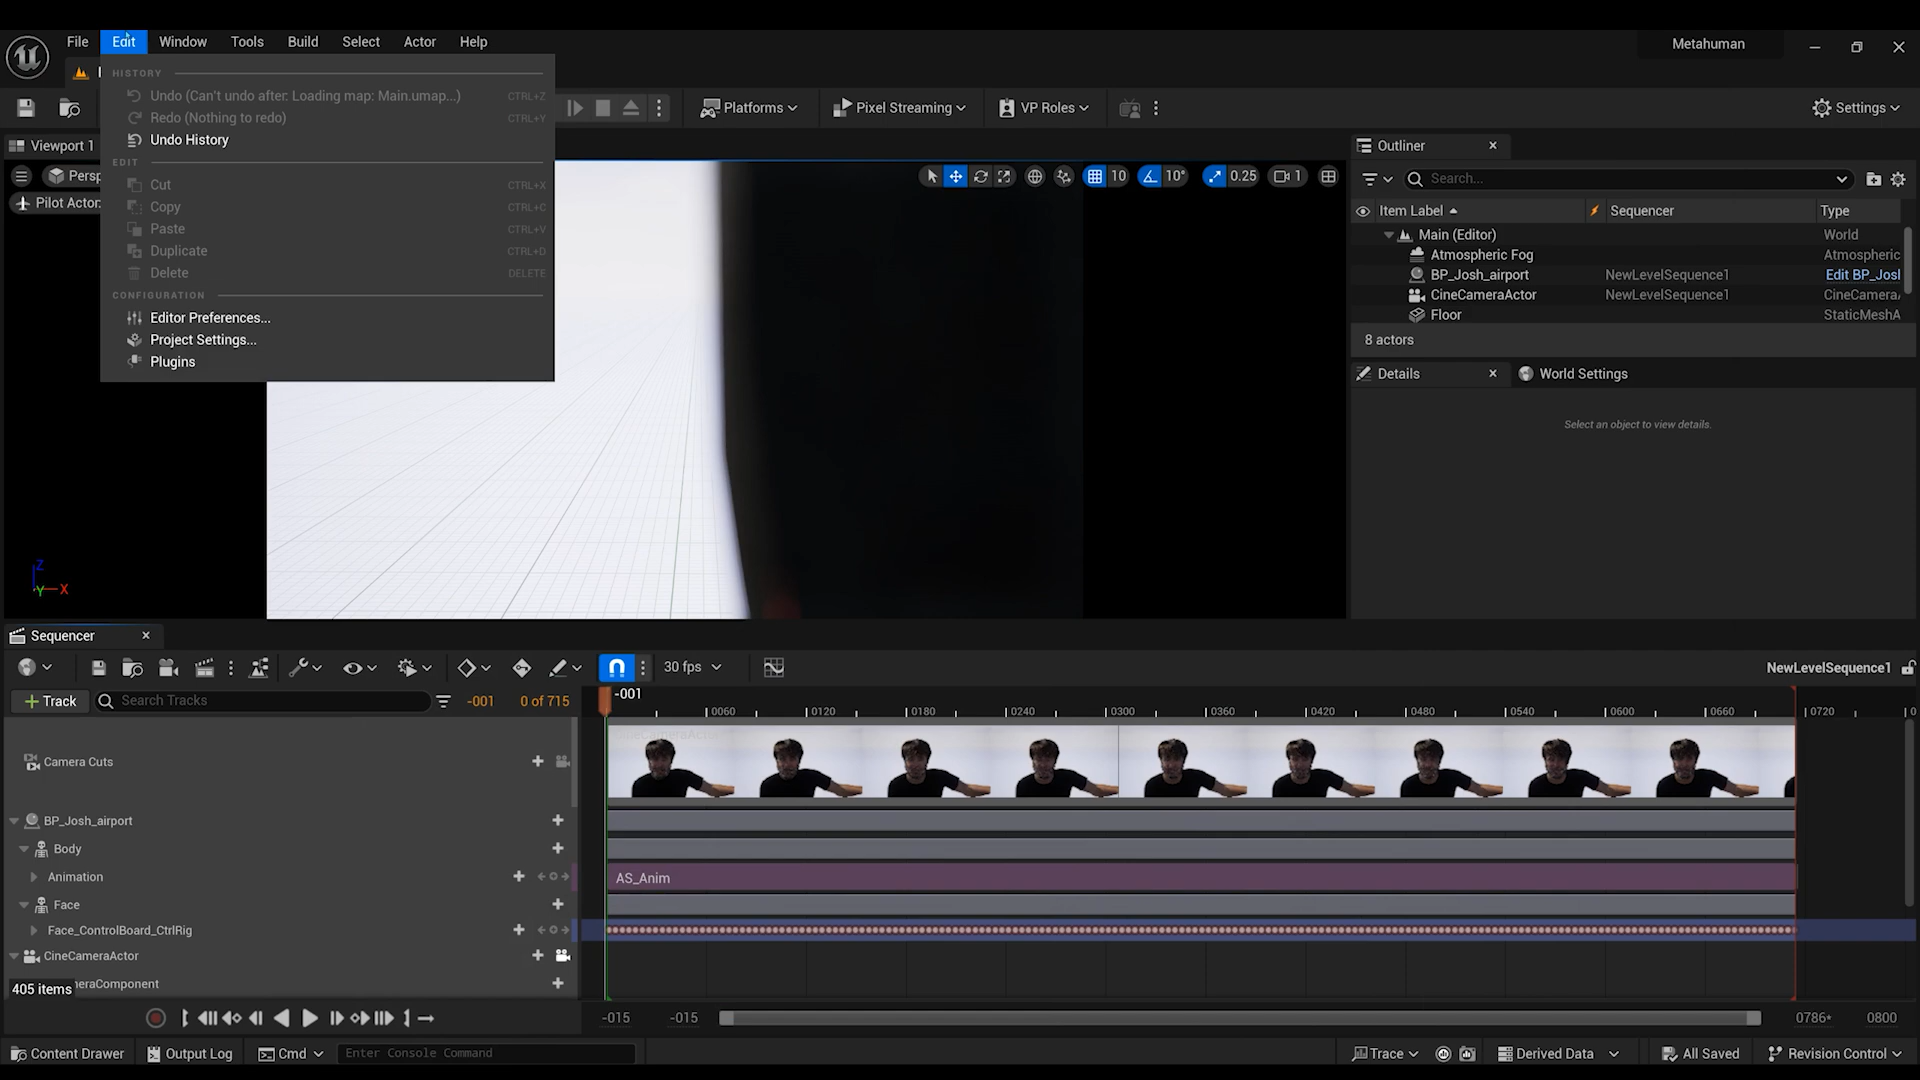 File Edit Window Tools Build Select Actor Help
Metahuman
HISTORY
Undo (Can't undo after: Loading map: Main.umap...) CTRL+Z
Redo (Nothing to redo) CTRL+Y
Undo History
EDIT
Cut CTRL+X
Copy CTRL+C
Paste CTRL+V
Duplicate CTRL+D
Delete DELETE
CONFIGURATION
Editor Preferences...
Project Settings...
Plugins
Platforms Pixel Streaming VP Roles Settings
Viewport 1
Persp
Pilot Actor:
10 10° 0.25 1
Z
Y X
Outliner
Search...
Item Label Sequencer Type
Main (Editor) World
Atmospheric Fog Atmospheric
BP_Josh_airport NewLevelSequence1 Edit BP_Josl
CineCameraActor NewLevelSequence1 CineCamera
Floor StaticMeshA
8 actors
Details World Settings
Select an object to view details.
Sequencer
30 fps NewLevelSequence1
Track Search Tracks -001 0 of 715
-001
0060 0120 0180 0240 0300 0360 0420 0480 0540 0600 0660 0720 0
CineCameraActor
Camera Cuts
BP_Josh_airport
Body
Animation AS_Anim
Face
Face_ControlBoard_CtrlRig
CineCameraActor
405 items meraComponent
-015 -015 0786+ 0800
Content Drawer Output Log Cmd Enter Console Command Trace Derived Data All Saved Revision Control